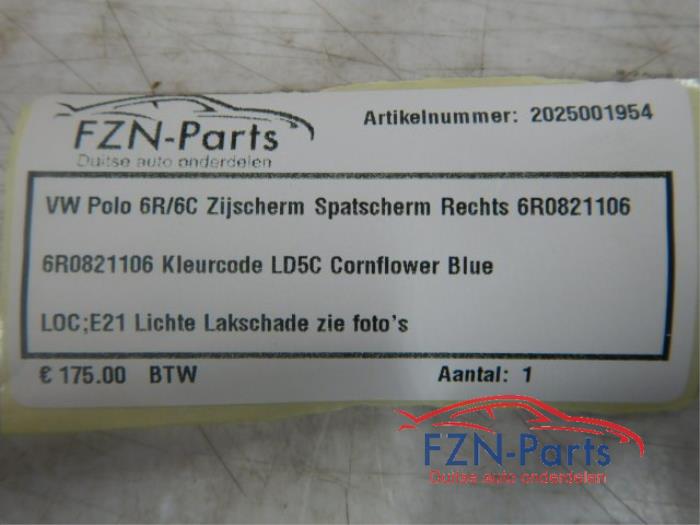 FZN-Parts
Duitse auto onderdelen
Artikelnummer: 2025001954
VW Polo 6R/6C Zijscherm Spatscherm Rechts 6R0821106
6R0821106 Kleurcode LD5C Cornflower Blue
LOC;E21 Lichte Lakschade zie foto's
€ 175.00 BTW
Aantal: 1
FZN-Parts
Duitse auto onderdelen